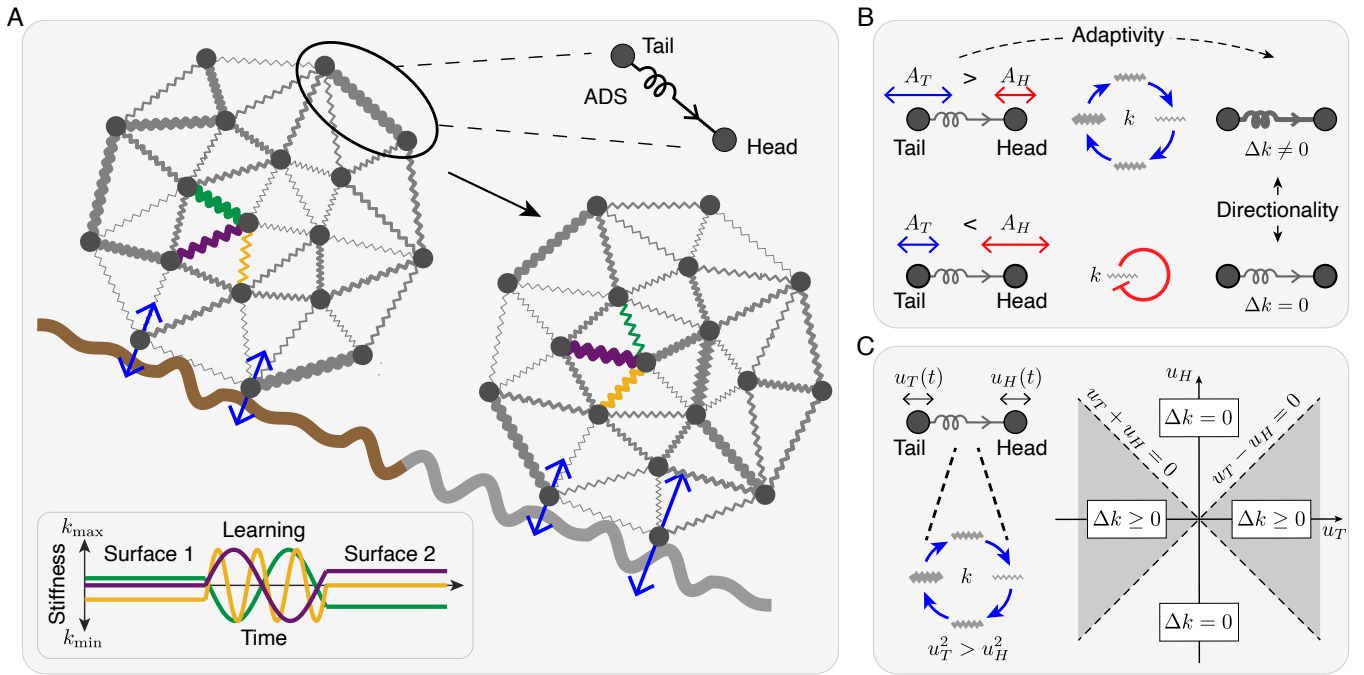 A
Tail
ADS
Head
k_max
Learning
Surface 1
Surface 2
Stiffness
k_min
Time
B
Adaptivity
A_T > A_H
k
Tail
Head
Δk ≠ 0
Directionality
A_T < A_H
k
Tail
Head
Δk = 0
C
u_T(t)
u_H(t)
Tail
Head
k
u_T^2 > u_H^2
u_H
Δk = 0
u_T + u_H = 0
u_T − u_H = 0
Δk ≥ 0
Δk ≥ 0
u_T
Δk = 0